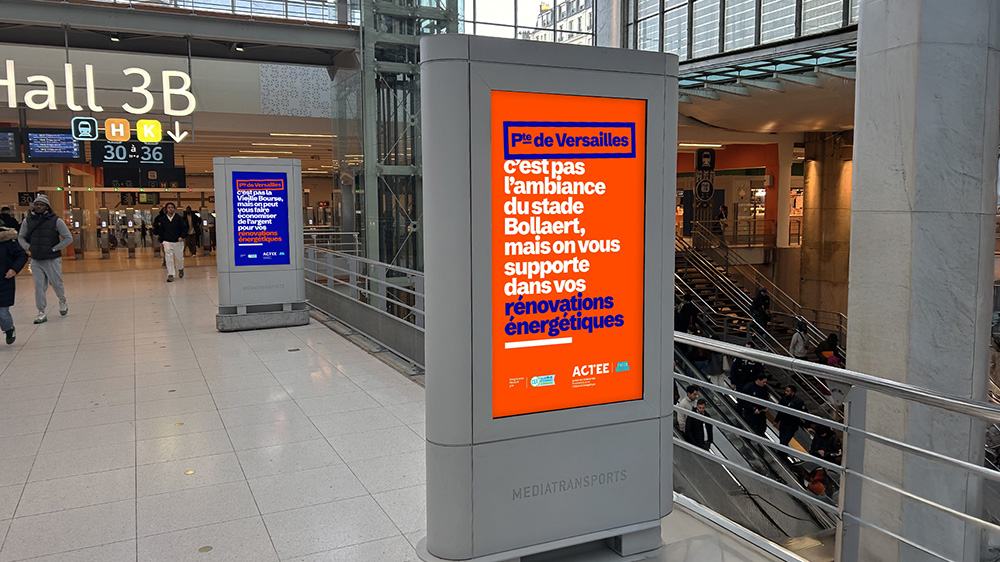 Hall 3B
H K
30 à 36
Pte de Versailles
c'est pas la
Vieille Bourse,
mais on peut
vous faire
économiser
de l'argent
pour vos
rénovations
énergétiques
ACTEE
MEDIATRANSPORTS
Pte de Versailles
c'est pas
l'ambiance
du stade
Bollaert,
mais on vous
supporte
dans vos
rénovations
énergétiques
ACTEE
MEDIATRANSPORTS